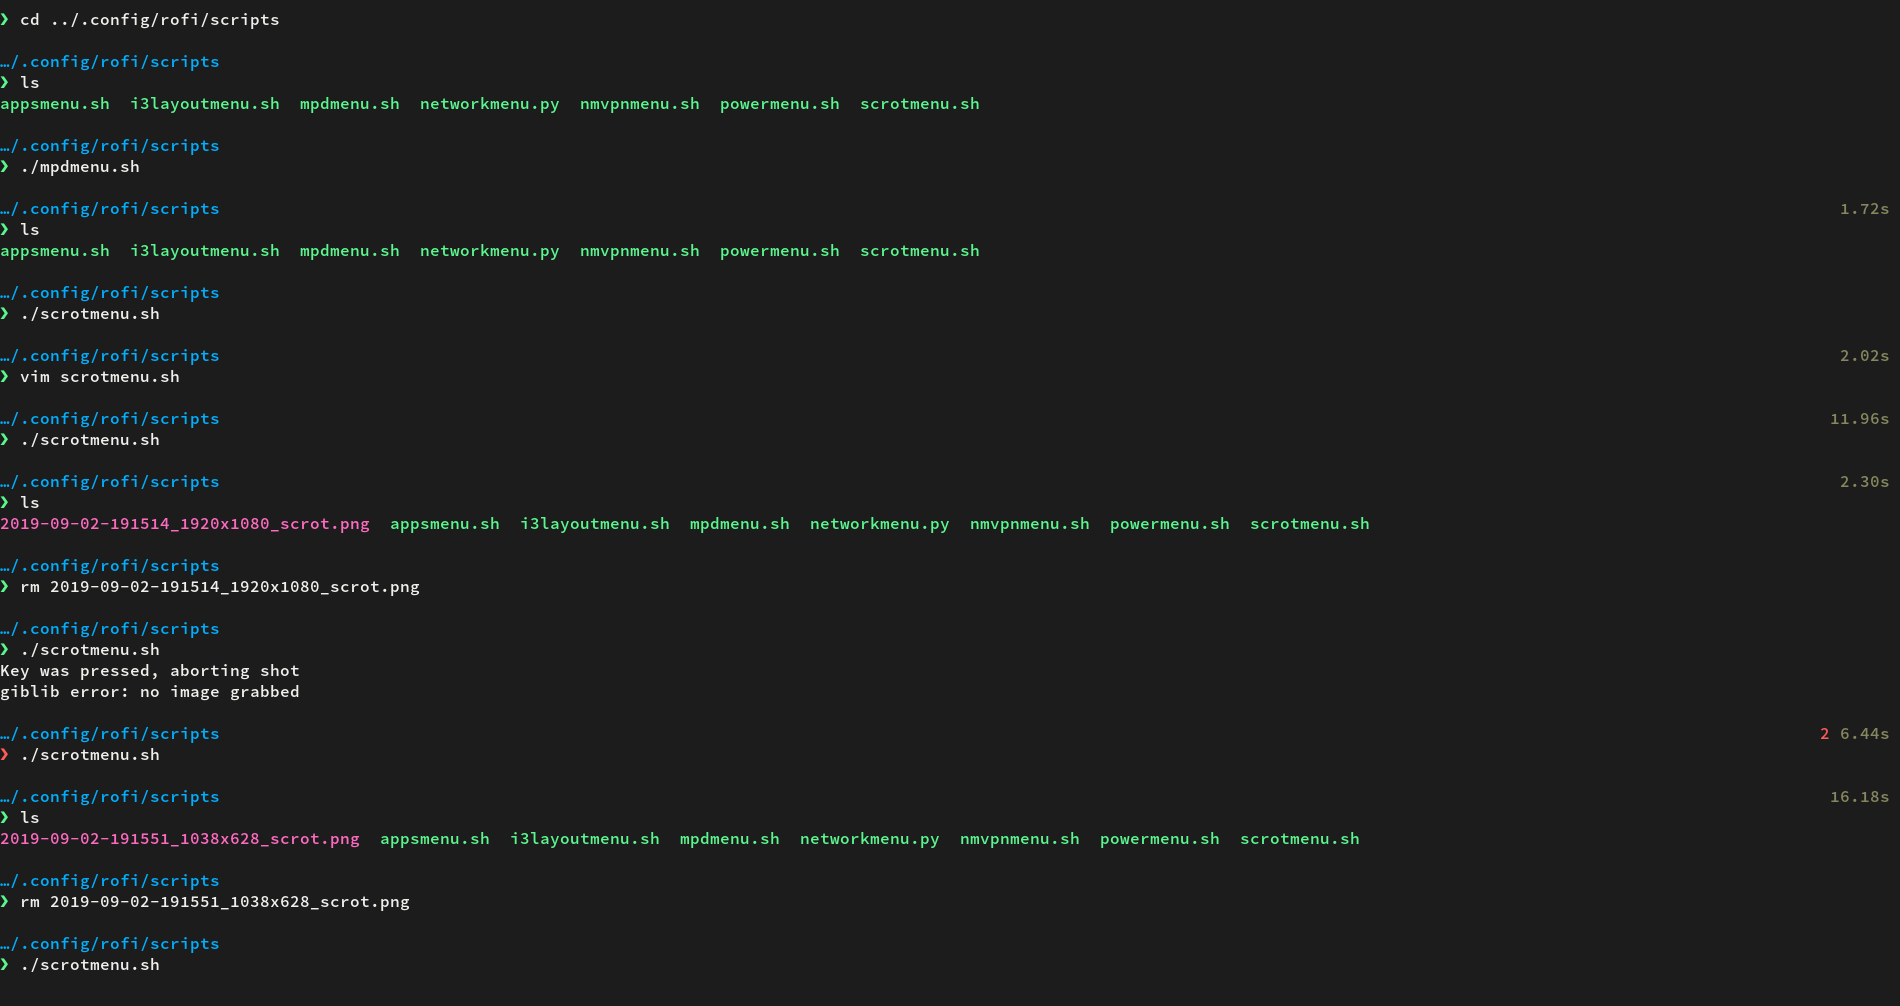 ❯ cd ../.config/rofi/scripts
…/.config/rofi/scripts
❯ ls
appsmenu.sh  i3layoutmenu.sh  mpdmenu.sh  networkmenu.py  nmvpnmenu.sh  powermenu.sh  scrotmenu.sh
…/.config/rofi/scripts
❯ ./mpdmenu.sh
…/.config/rofi/scripts 1.72s
❯ ls
appsmenu.sh  i3layoutmenu.sh  mpdmenu.sh  networkmenu.py  nmvpnmenu.sh  powermenu.sh  scrotmenu.sh
…/.config/rofi/scripts
❯ ./scrotmenu.sh
…/.config/rofi/scripts 2.02s
❯ vim scrotmenu.sh
…/.config/rofi/scripts 11.96s
❯ ./scrotmenu.sh
…/.config/rofi/scripts 2.30s
❯ ls
2019-09-02-191514_1920x1080_scrot.png  appsmenu.sh  i3layoutmenu.sh  mpdmenu.sh  networkmenu.py  nmvpnmenu.sh  powermenu.sh  scrotmenu.sh
…/.config/rofi/scripts
❯ rm 2019-09-02-191514_1920x1080_scrot.png
…/.config/rofi/scripts
❯ ./scrotmenu.sh
Key was pressed, aborting shot
giblib error: no image grabbed
…/.config/rofi/scripts 2 6.44s
❯ ./scrotmenu.sh
…/.config/rofi/scripts 16.18s
❯ ls
2019-09-02-191551_1038x628_scrot.png  appsmenu.sh  i3layoutmenu.sh  mpdmenu.sh  networkmenu.py  nmvpnmenu.sh  powermenu.sh  scrotmenu.sh
…/.config/rofi/scripts
❯ rm 2019-09-02-191551_1038x628_scrot.png
…/.config/rofi/scripts
❯ ./scrotmenu.sh